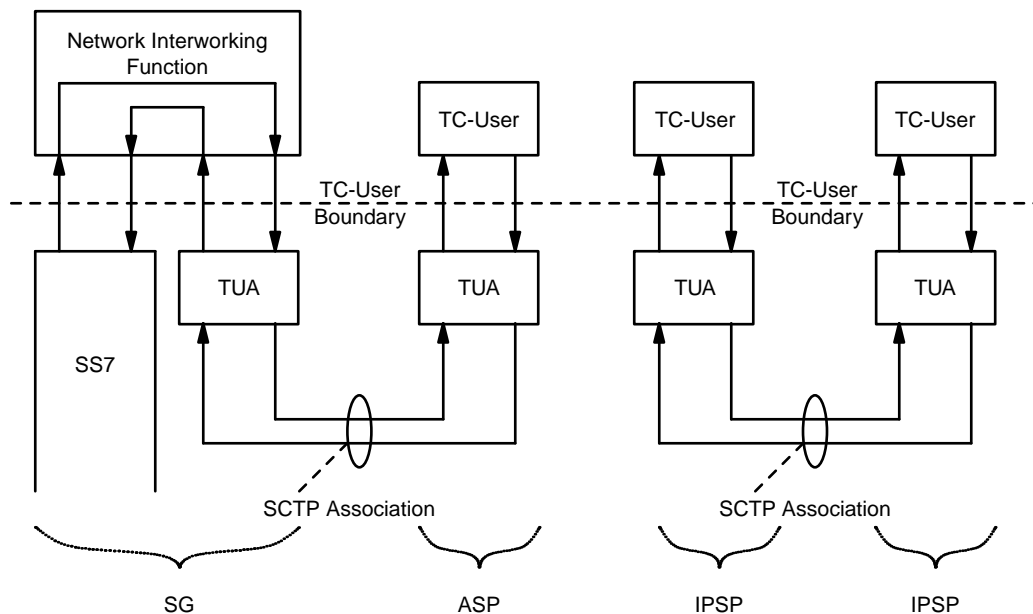 Network Interworking
Function
TC-User
TC-User
TC-User
TC-User
Boundary
TC-User
Boundary
TUA
TUA
TUA
TUA
SS7
SCTP Association
SCTP Association
SG
ASP
IPSP
IPSP